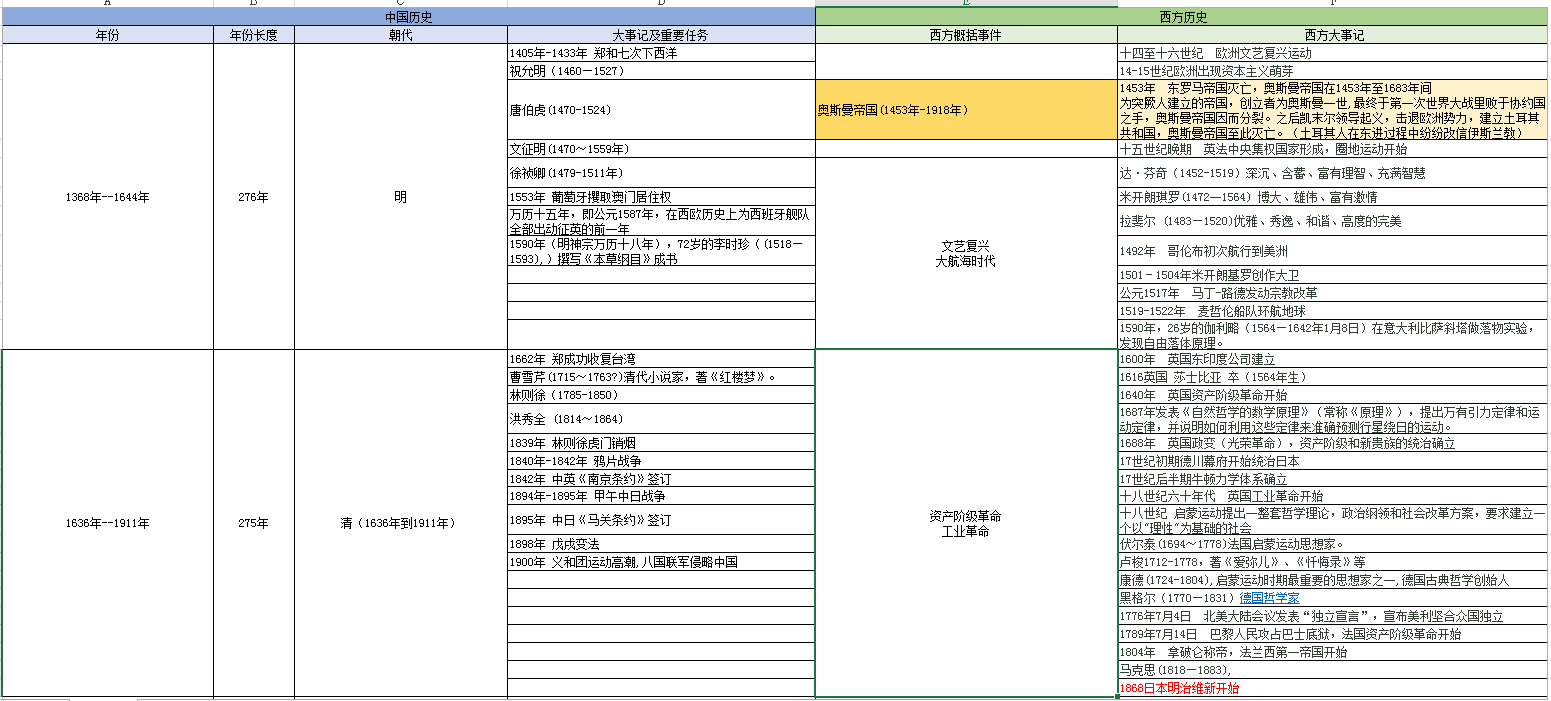 A B C D E F
中国历史 西方历史
年份 年份长度 朝代 大事记及重要任务 西方概括事件 西方大事记
1368年--1644年 276年 明
1405年-1433年 郑和七次下西洋
祝允明（1460－1527）
唐伯虎(1470-1524)
文征明(1470～1559年)
徐祯卿(1479-1511年)
1553年 葡萄牙攫取澳门居住权
万历十五年，即公元1587年，在西欧历史上为西班牙舰队
全部出动征英的前一年
1590年（明神宗万历十八年），72岁的李时珍（(1518－
1593),）撰写《本草纲目》成书
奥斯曼帝国(1453年-1918年)
文艺复兴
大航海时代
十四至十六世纪　欧洲文艺复兴运动
14-15世纪欧洲出现资本主义萌芽
1453年　东罗马帝国灭亡，奥斯曼帝国在1453年至1683年间
为突厥人建立的帝国，创立者为奥斯曼一世,最终于第一次世界大战里败于协约国
之手，奥斯曼帝国因而分裂。之后凯末尔领导起义，击退欧洲势力，建立土耳其
共和国，奥斯曼帝国至此灭亡。（土耳其人在东进过程中纷纷改信伊斯兰教）
十五世纪晚期　英法中央集权国家形成，圈地运动开始
达·芬奇（1452-1519）深沉、含蓄、富有理智、充满智慧
米开朗琪罗(1472—1564) 博大、雄伟、富有激情
拉斐尔（1483—1520)优雅、秀逸、和谐、高度的完美
1492年　哥伦布初次航行到美洲
1501－1504年米开朗基罗创作大卫
公元1517年　马丁-路德发动宗教改革
1519-1522年　麦哲伦船队环航地球
1590年，26岁的伽利略（1564－1642年1月8日）在意大利比萨斜塔做落物实验，
发现自由落体原理。
1636年--1911年 275年 清（1636年到1911年）
1662年 郑成功收复台湾
曹雪芹(1715～1763?)清代小说家，著《红楼梦》。
林则徐（1785-1850）
洪秀全（1814～1864）
1839年 林则徐虎门销烟
1840年-1842年 鸦片战争
1842年 中英《南京条约》签订
1894年-1895年 甲午中日战争
1895年 中日《马关条约》签订
1898年 戊戌变法
1900年 义和团运动高潮,八国联军侵略中国
资产阶级革命
工业革命
1600年　英国东印度公司建立
1616英国 莎士比亚 卒（1564年生）
1640年　英国资产阶级革命开始
1687年发表《自然哲学的数学原理》（常称《原理》），提出万有引力定律和运
动定律，并说明如何利用这些定律来准确预测行星绕日的运动。
1688年　英国政变（光荣革命），资产阶级和新贵族的统治确立
17世纪初期德川幕府开始统治日本
17世纪后半期牛顿力学体系确立
十八世纪六十年代　英国工业革命开始
十八世纪 启蒙运动提出一整套哲学理论，政治纲领和社会改革方案，要求建立一
个以“理性”为基础的社会
伏尔泰(1694～1778)法国启蒙运动思想家。
卢梭1712-1778，著《爱弥儿》、《忏悔录》等
康德(1724-1804),启蒙运动时期最重要的思想家之一,德国古典哲学创始人
黑格尔（1770－1831）德国哲学家
1776年7月4日　北美大陆会议发表“独立宣言”，宣布美利坚合众国独立
1789年7月14日　巴黎人民攻占巴士底狱，法国资产阶级革命开始
1804年　拿破仑称帝，法兰西第一帝国开始
马克思(1818－1883),
1868日本明治维新开始